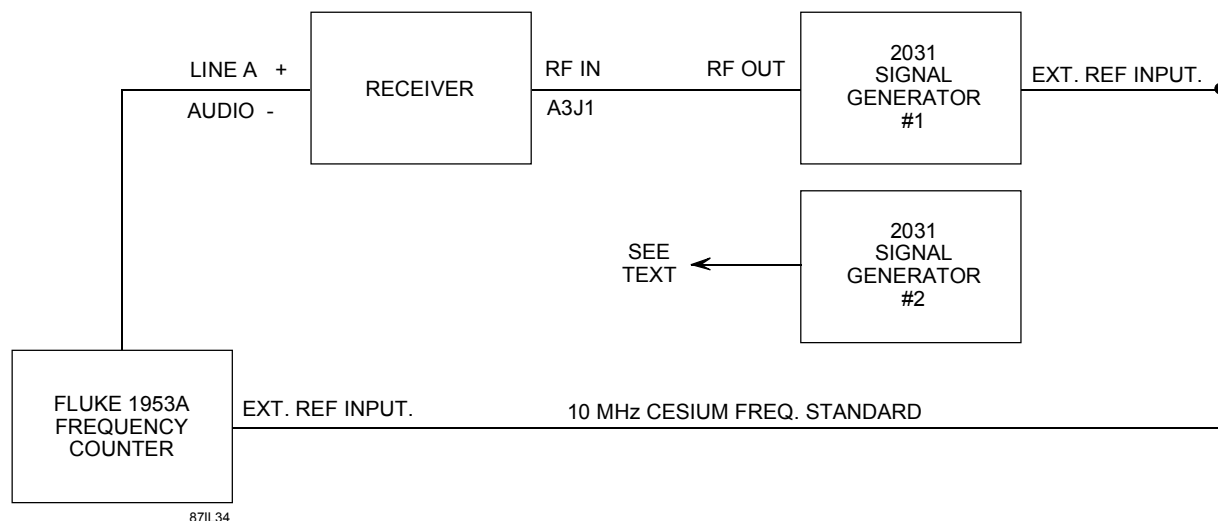 LINE A +
AUDIO -
RECEIVER
RF IN
A3J1
RF OUT
2031
SIGNAL
GENERATOR
#1
EXT. REF INPUT.
SEE
TEXT
2031
SIGNAL
GENERATOR
#2
FLUKE 1953A
FREQUENCY
COUNTER
EXT. REF INPUT.
10 MHz CESIUM FREQ. STANDARD
87JL34